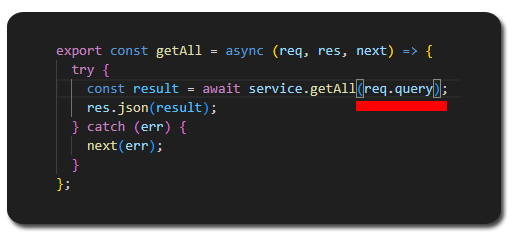 export const getAll = async (req, res, next) => {
  try {
    const result = await service.getAll(req.query);
    res.json(result);
  } catch (err) {
    next(err);
  }
};